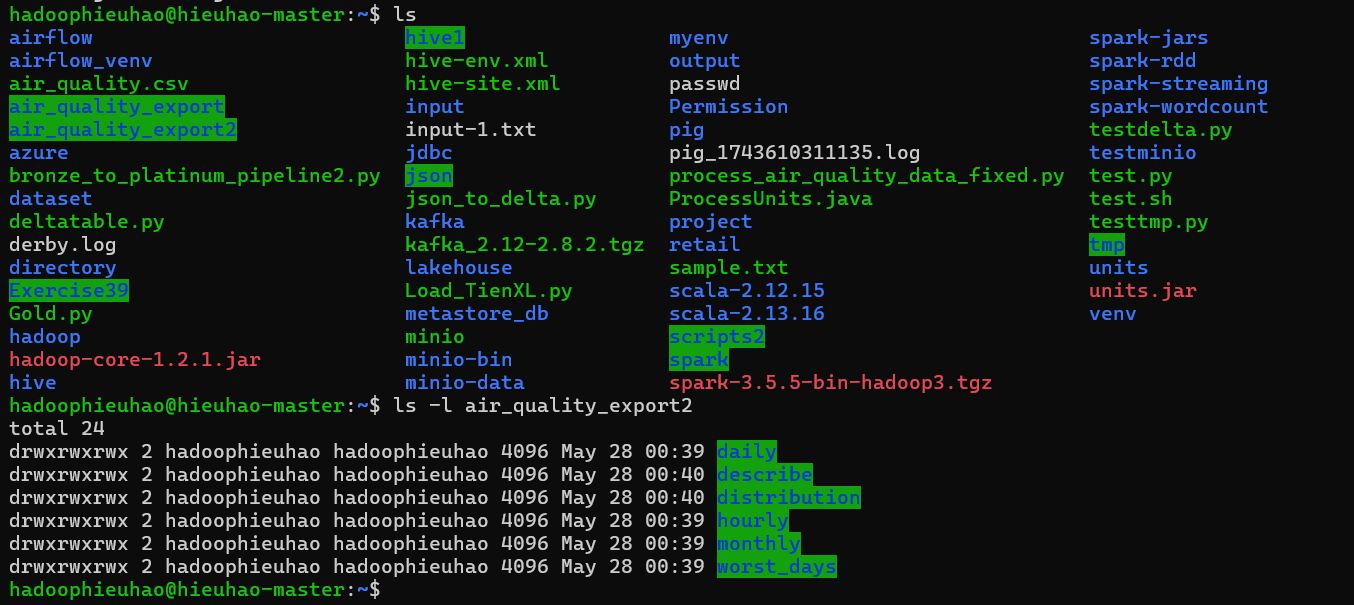 hadoophieuhao@hieuhao-master:~$ ls
airflow hive1 myenv spark-jars
airflow_venv hive-env.xml output spark-rdd
air_quality.csv hive-site.xml passwd spark-streaming
air_quality_export input Permission spark-wordcount
air_quality_export2 input-1.txt pig testdelta.py
azure jdbc pig_1743610311135.log testminio
bronze_to_platinum_pipeline2.py json process_air_quality_data_fixed.py test.py
dataset json_to_delta.py ProcessUnits.java test.sh
deltatable.py kafka project testtmp.py
derby.log kafka_2.12-2.8.2.tgz retail tmp
directory lakehouse sample.txt units
Exercise39 Load_TienXL.py scala-2.12.15 units.jar
Gold.py metastore_db scala-2.13.16 venv
hadoop minio scripts2
hadoop-core-1.2.1.jar minio-bin spark
hive minio-data spark-3.5.5-bin-hadoop3.tgz
hadoophieuhao@hieuhao-master:~$ ls -l air_quality_export2
total 24
drwxrwxrwx 2 hadoophieuhao hadoophieuhao 4096 May 28 00:39 daily
drwxrwxrwx 2 hadoophieuhao hadoophieuhao 4096 May 28 00:40 describe
drwxrwxrwx 2 hadoophieuhao hadoophieuhao 4096 May 28 00:40 distribution
drwxrwxrwx 2 hadoophieuhao hadoophieuhao 4096 May 28 00:39 hourly
drwxrwxrwx 2 hadoophieuhao hadoophieuhao 4096 May 28 00:39 monthly
drwxrwxrwx 2 hadoophieuhao hadoophieuhao 4096 May 28 00:39 worst_days
hadoophieuhao@hieuhao-master:~$